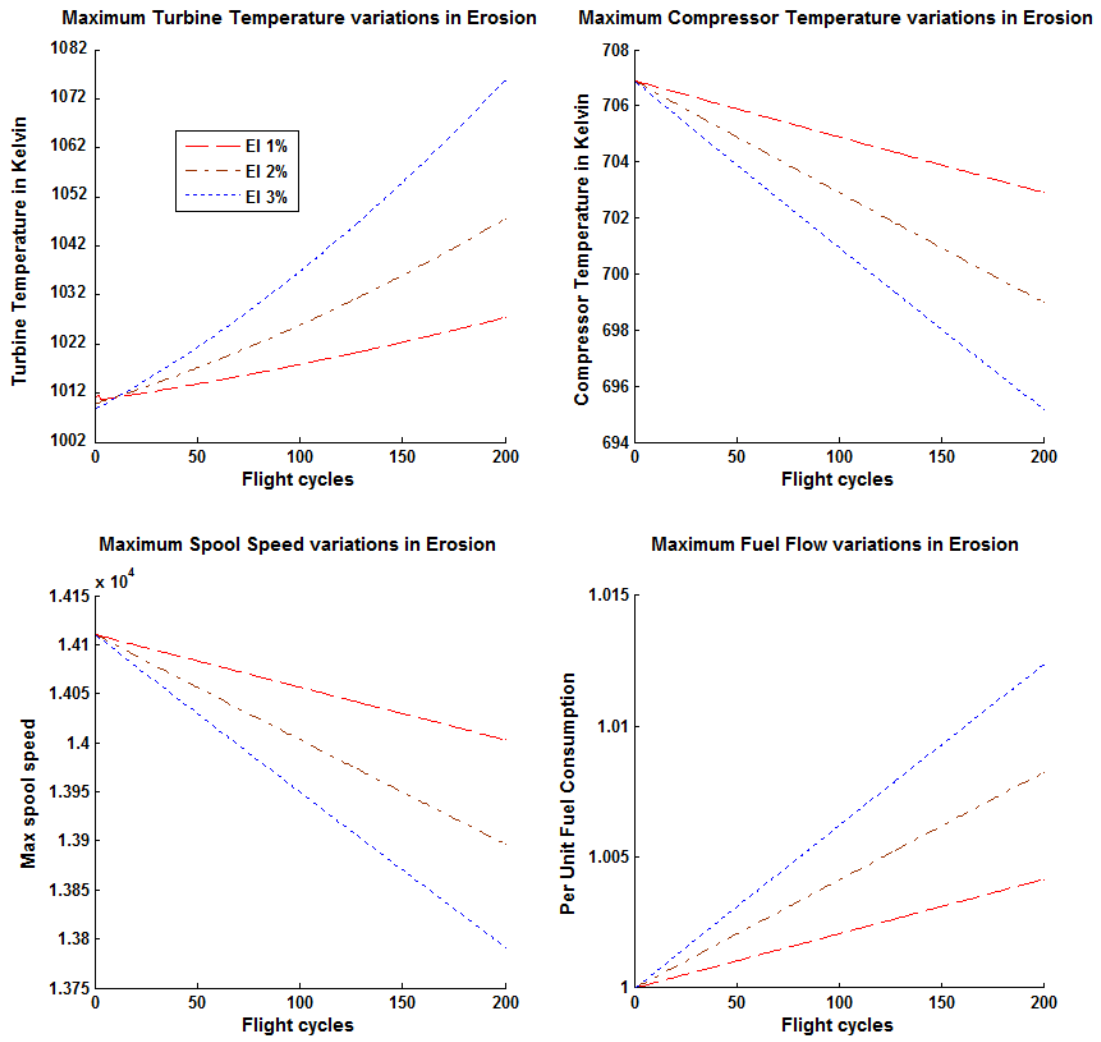 Maximum Turbine Temperature variations in Erosion
1082
1072
1062
1052
1042
1032
1022
1012
1002
Turbine Temperature in Kelvin
EI 1%
EI 2%
EI 3%
0 50 100 150 200
Flight cycles
Maximum Compressor Temperature variations in Erosion
708
706
704
702
700
698
696
694
Compressor Temperature in Kelvin
0 50 100 150 200
Flight cycles
Maximum Spool Speed variations in Erosion
x 10^4
1.415
1.41
1.405
1.4
1.395
1.39
1.385
1.38
1.375
Max spool speed
0 50 100 150 200
Flight cycles
Maximum Fuel Flow variations in Erosion
1.015
1.01
1.005
1
Per Unit Fuel Consumption
0 50 100 150 200
Flight cycles